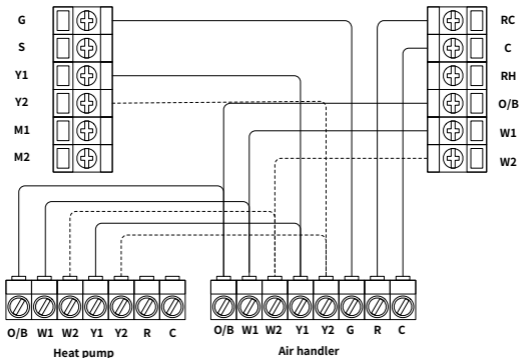 G
S
Y1
Y2
M1
M2
RC
C
RH
O/B
W1
W2
O/B W1 W2 Y1 Y2 R C
Heat pump
O/B W1 W2 Y1 Y2 G R C
Air handler